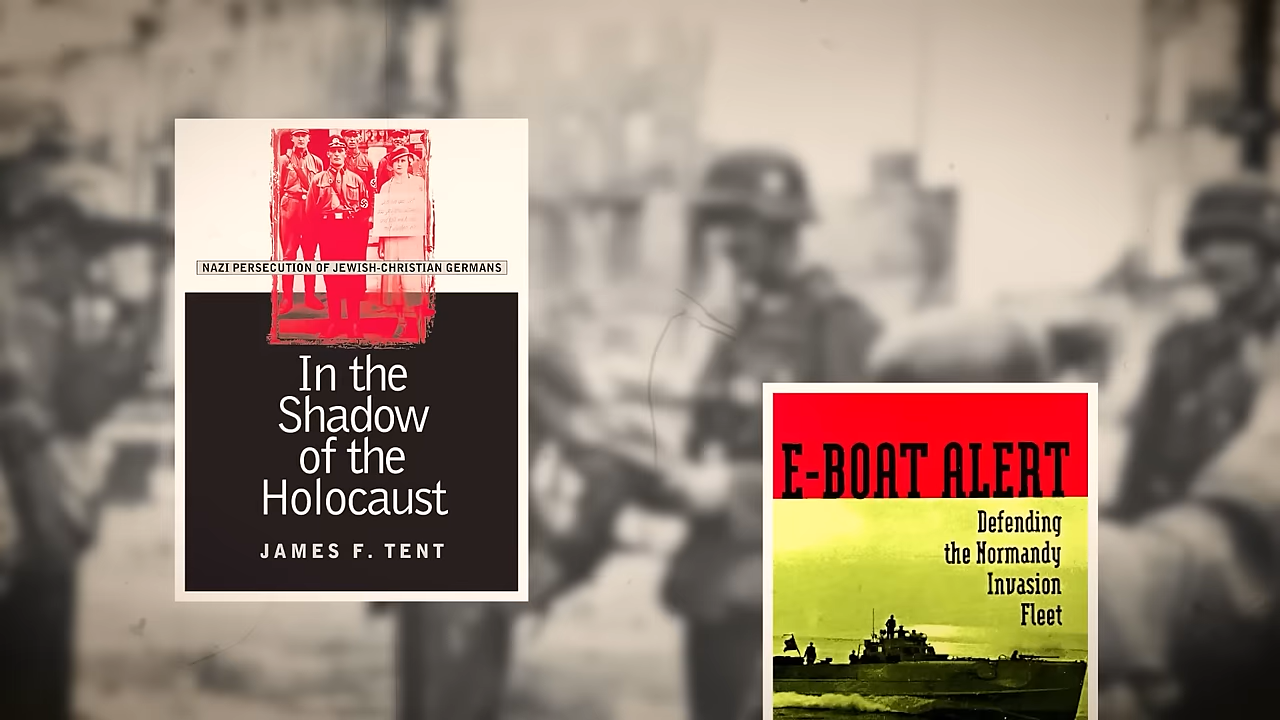 NAZI PERSECUTION OF JEWISH-CHRISTIAN GERMANS
In the
Shadow
of the
Holocaust
JAMES F. TENT
E-BOAT ALERT
Defending
the Normandy
Invasion
Fleet